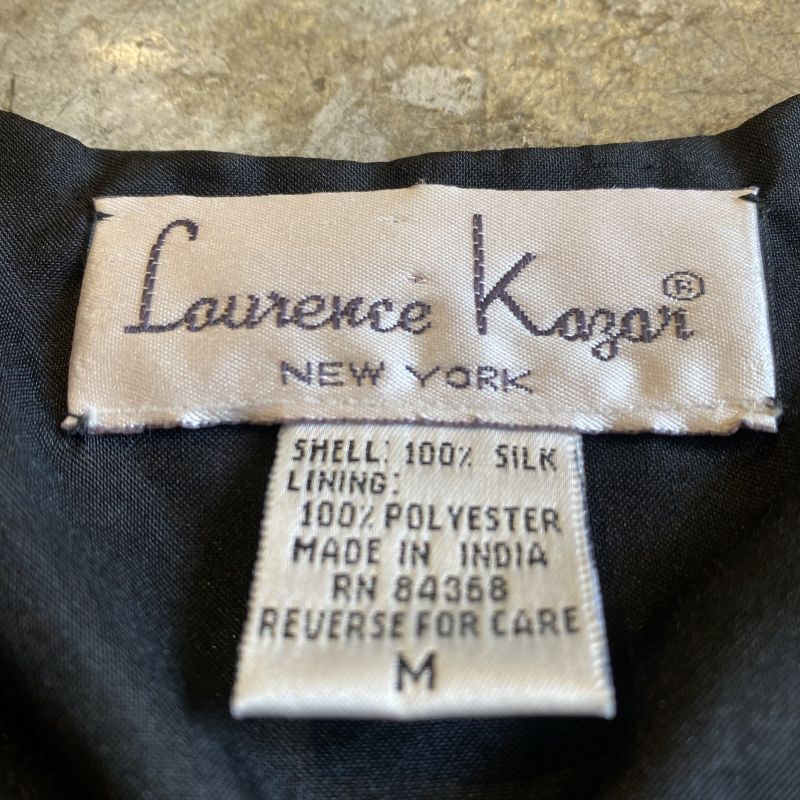 Laurence Kazar®
NEW YORK
SHELL: 100% SILK
LINING:
100% POLYESTER
MADE IN INDIA
RN 84368
REVERSE FOR CARE
M